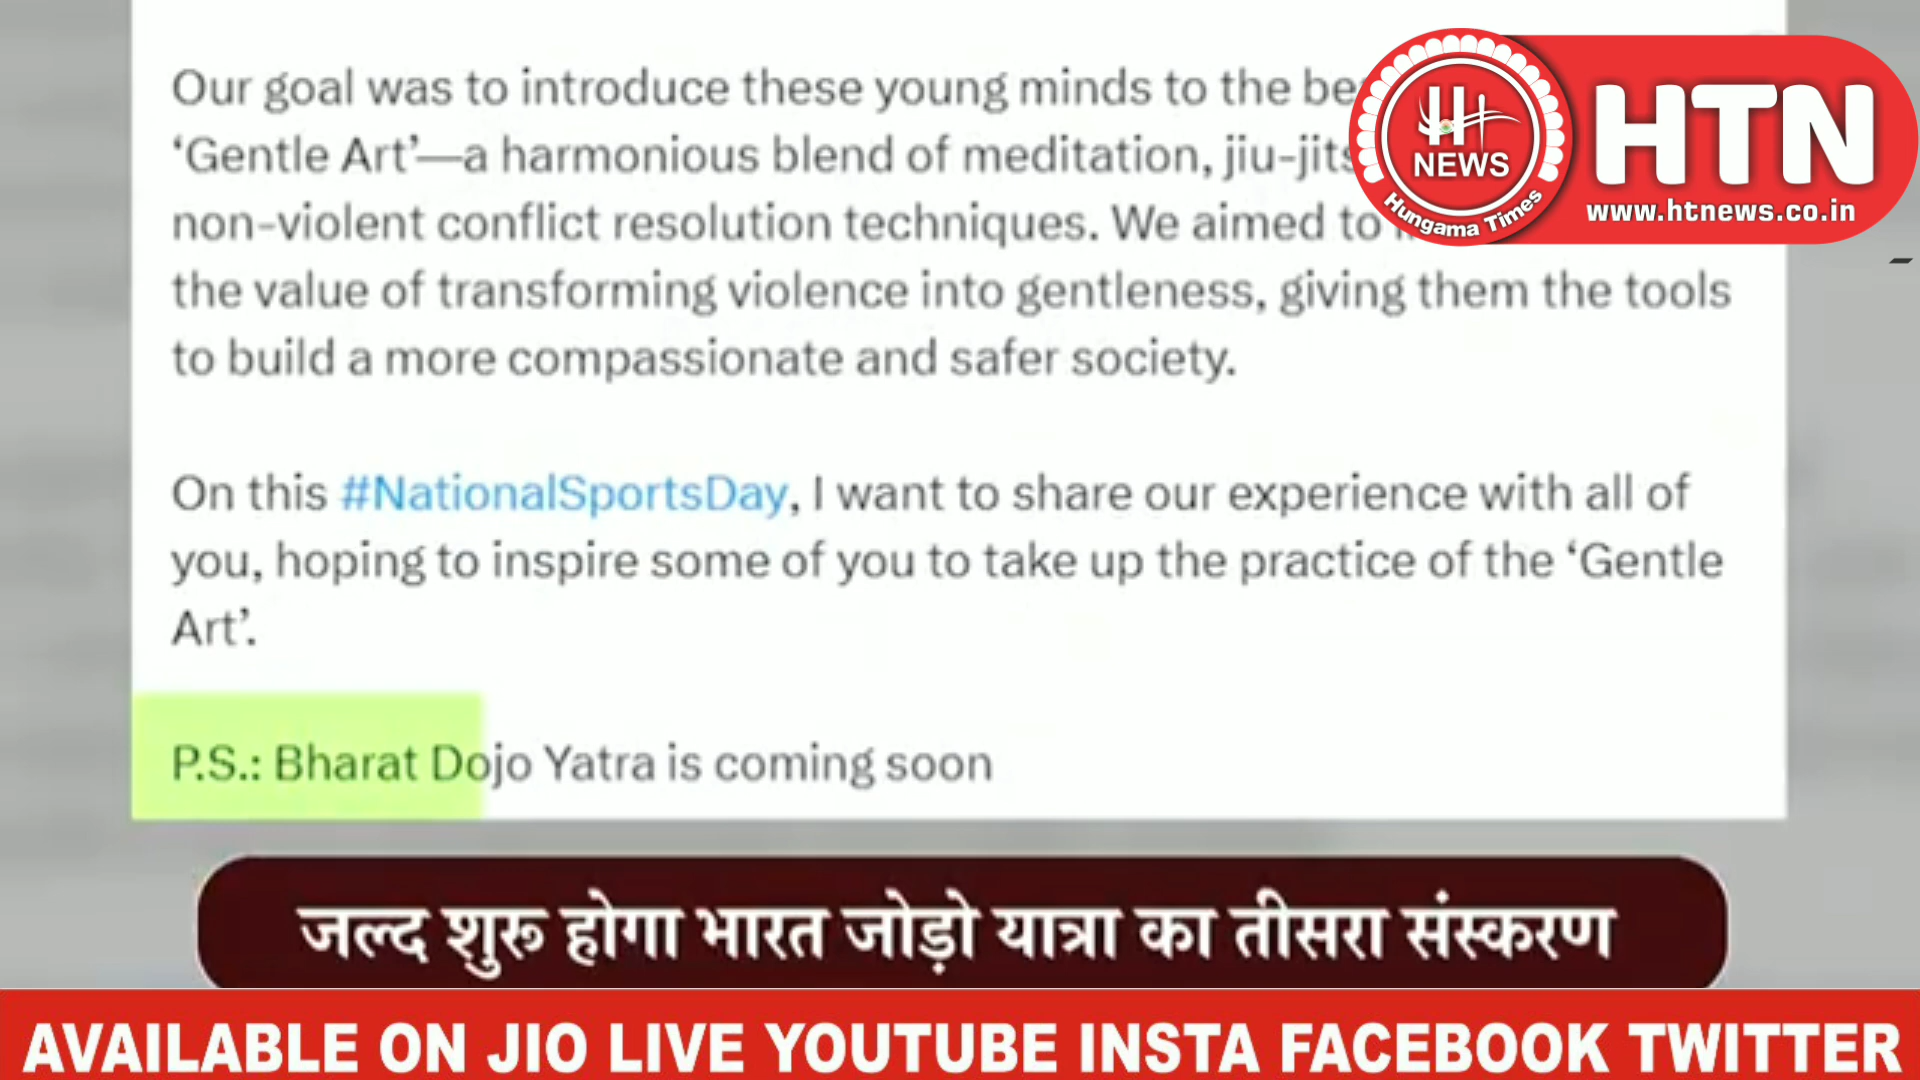 Our goal was to introduce these young minds to the
‘Gentle Art’—a harmonious blend of meditation,
non-violent conflict resolution techniques. We aimed to
the value of transforming violence into gentleness, giving them the tools
to build a more compassionate and safer society.
On this #NationalSportsDay, I want to share our experience with all of
you, hoping to inspire some of you to take up the practice of the ‘Gentle
Art’.
P.S.: Bharat Dojo Yatra is coming soon
H NEWS
Hungama Times
HTN
www.htnews.co.in
जल्द शुरू होगा भारत जोड़ो यात्रा का तीसरा संस्करण
AVAILABLE ON JIO LIVE YOUTUBE INSTA FACEBOOK TWITTER